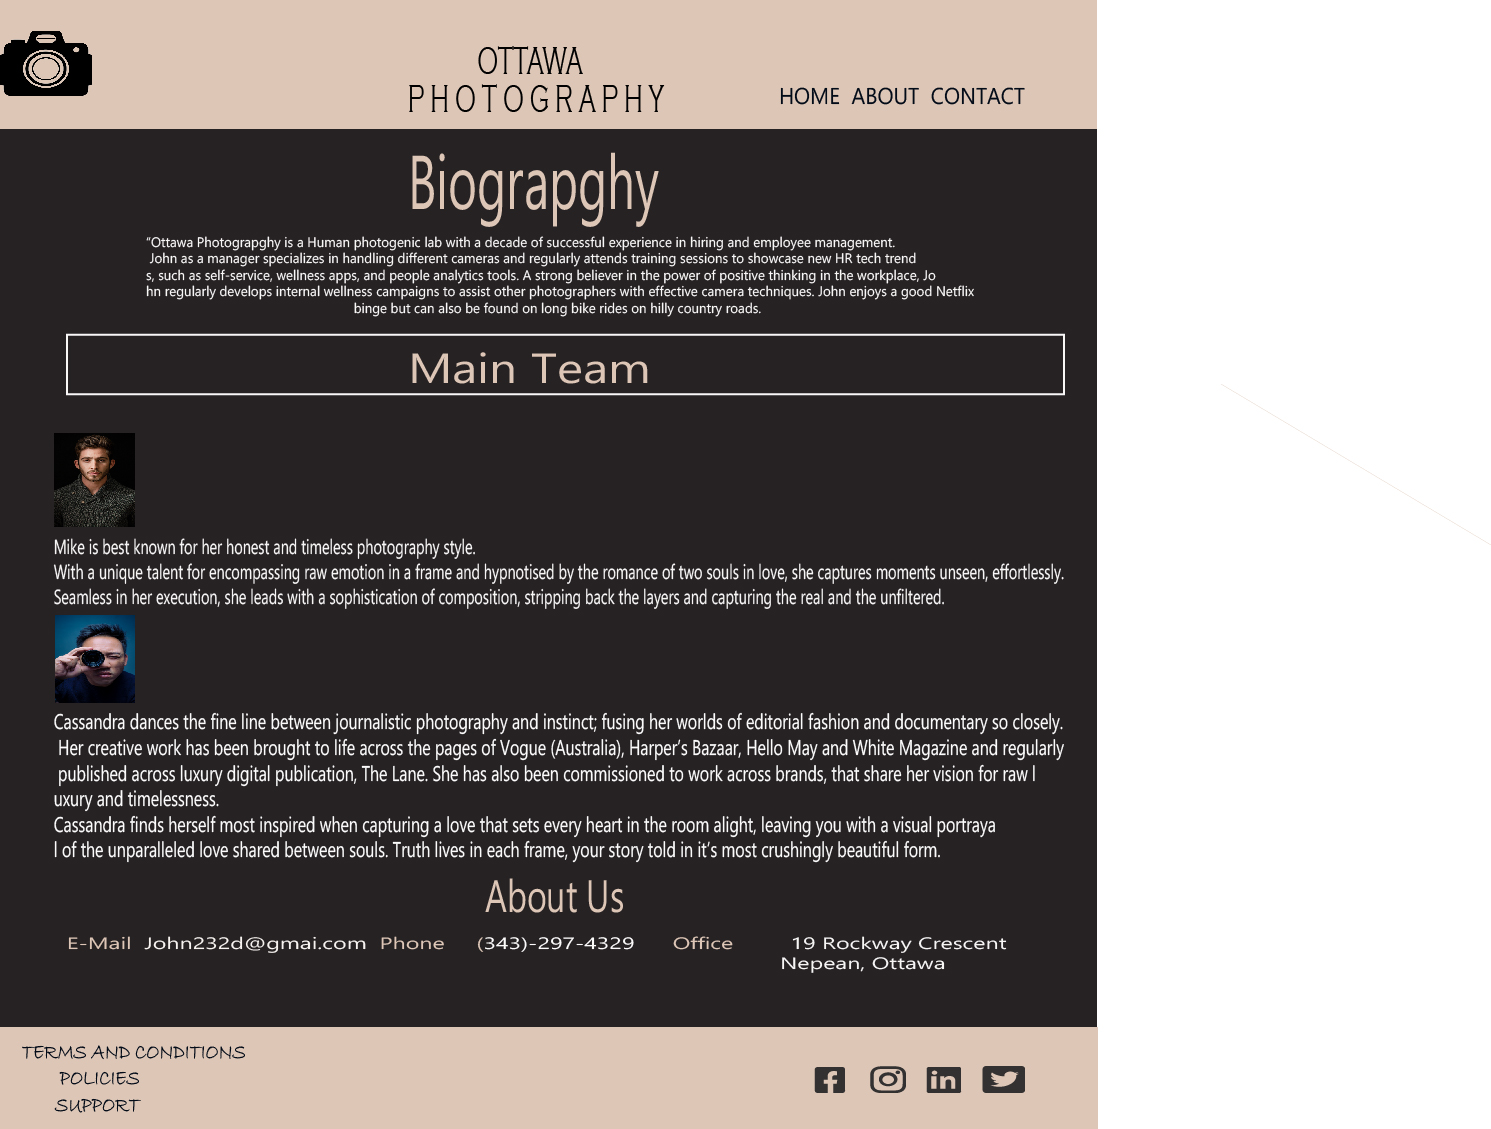 OTTAWA
PHOTOGRAPHY
HOME ABOUT CONTACT
Biograpghy
“Ottawa Photograpghy is a Human photogenic lab with a decade of successful experience in hiring and employee management.
John as a manager specializes in handling different cameras and regularly attends training sessions to showcase new HR tech trend
s, such as self-service, wellness apps, and people analytics tools. A strong believer in the power of positive thinking in the workplace, Jo
hn regularly develops internal wellness campaigns to assist other photographers with effective camera techniques. John enjoys a good Netflix
binge but can also be found on long bike rides on hilly country roads.
Main Team
Mike is best known for her honest and timeless photography style.
With a unique talent for encompassing raw emotion in a frame and hypnotised by the romance of two souls in love, she captures moments unseen, effortlessly.
Seamless in her execution, she leads with a sophistication of composition, stripping back the layers and capturing the real and the unfiltered.
Cassandra dances the fine line between journalistic photography and instinct; fusing her worlds of editorial fashion and documentary so closely.
Her creative work has been brought to life across the pages of Vogue (Australia), Harper’s Bazaar, Hello May and White Magazine and regularly
published across luxury digital publication, The Lane. She has also been commissioned to work across brands, that share her vision for raw l
uxury and timelessness.
Cassandra finds herself most inspired when capturing a love that sets every heart in the room alight, leaving you with a visual portraya
l of the unparalleled love shared between souls. Truth lives in each frame, your story told in it’s most crushingly beautiful form.
About Us
E-Mail John232d@gmai.com Phone (343)-297-4329 Office 19 Rockway Crescent
Nepean, Ottawa
TERMS AND CONDITIONS
POLICIES
SUPPORT